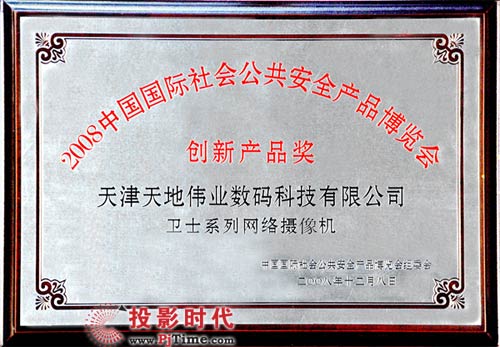 2008中国国际社会公共安全产品博览会
创新产品奖
天津天地伟业数码科技有限公司
卫士系列网络摄像机
中国国际社会公共安全产品博览会组委会
二〇〇八年十二月八日
投影时代
www.PjTime.com